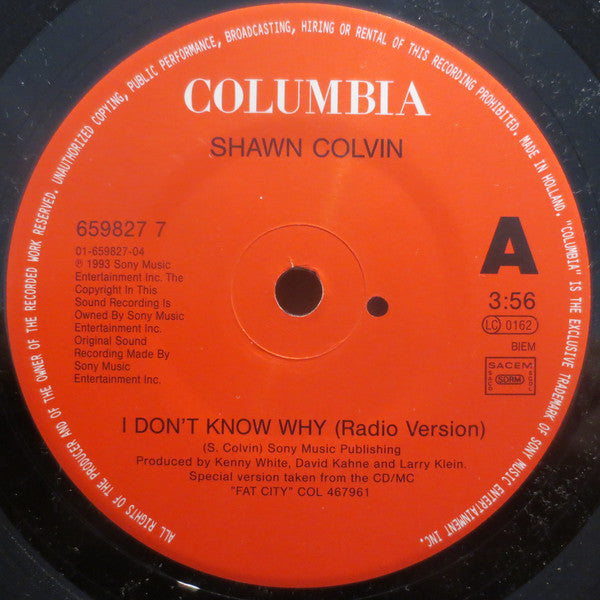 UNAUTHORIZED COPYING, PUBLIC PERFORMANCE, BROADCASTING, HIRING OR RENTAL OF THIS RECORDING PROHIBITED. MADE IN HOLLAND. "COLUMBIA" IS THE EXCLUSIVE TRADEMARK OF SONY MUSIC ENTERTAINMENT INC.
ALL RIGHTS OF THE PRODUCER AND OF THE OWNER OF THE RECORDED WORK RESERVED.
COLUMBIA
SHAWN COLVIN
659827 7
01-659827-04
℗ 1993 Sony Music
Entertainment Inc. The
Copyright In This
Sound Recording Is
Owned By Sony Music
Entertainment Inc.
Original Sound
Recording Made By
Sony Music
Entertainment Inc.
A
3:56
LC 0162
BIEM
SACEM
SDRM
I DON'T KNOW WHY (Radio Version)
(S. Colvin) Sony Music Publishing
Produced by Kenny White, David Kahne and Larry Klein.
Special version taken from the CD/MC
"FAT CITY" COL 467961